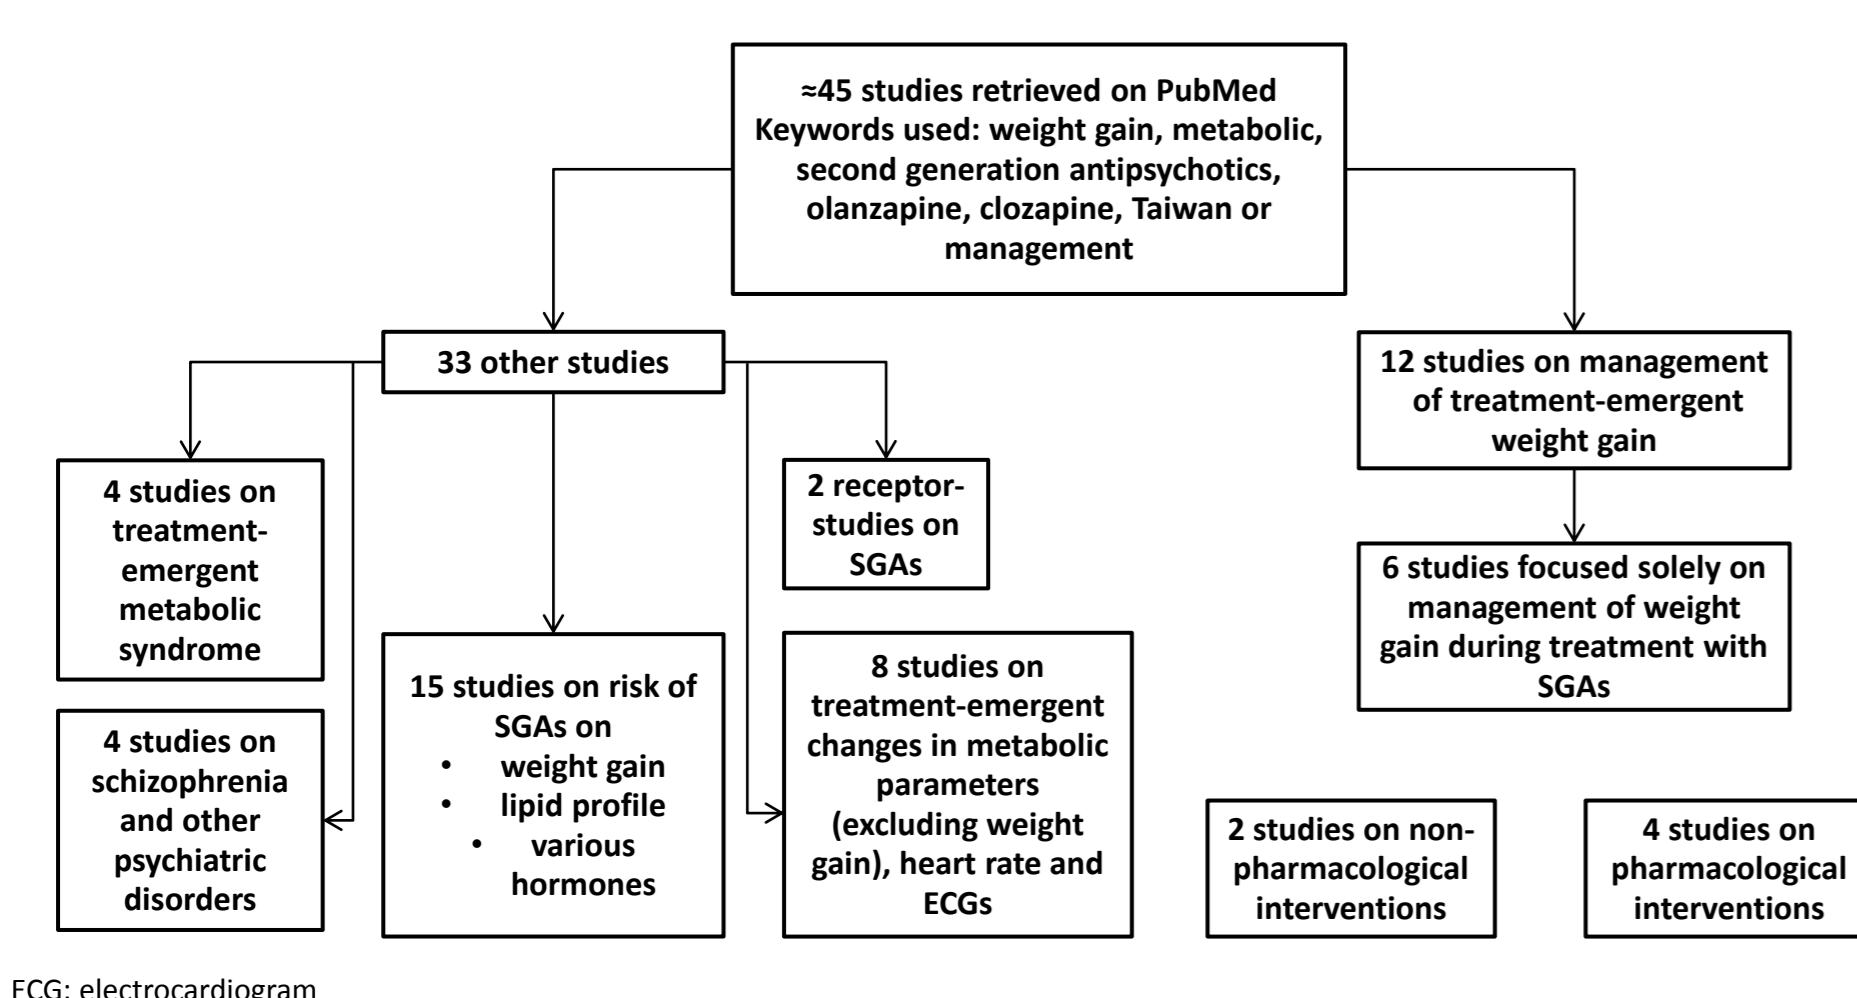 ≈45 studies retrieved on PubMed
Keywords used: weight gain, metabolic,
second generation antipsychotics,
olanzapine, clozapine, Taiwan or
management
33 other studies
12 studies on management
of treatment-emergent
weight gain
4 studies on
treatment-
emergent
metabolic
syndrome
2 receptor-
studies on
SGAs
6 studies focused solely on
management of weight
gain during treatment with
SGAs
4 studies on
schizophrenia
and other
psychiatric
disorders
15 studies on risk of
SGAs on
• weight gain
• lipid profile
• various
hormones
8 studies on
treatment-emergent
changes in metabolic
parameters
(excluding weight
gain), heart rate and
ECGs
2 studies on non-
pharmacological
interventions
4 studies on
pharmacological
interventions
ECG: electrocardiogram